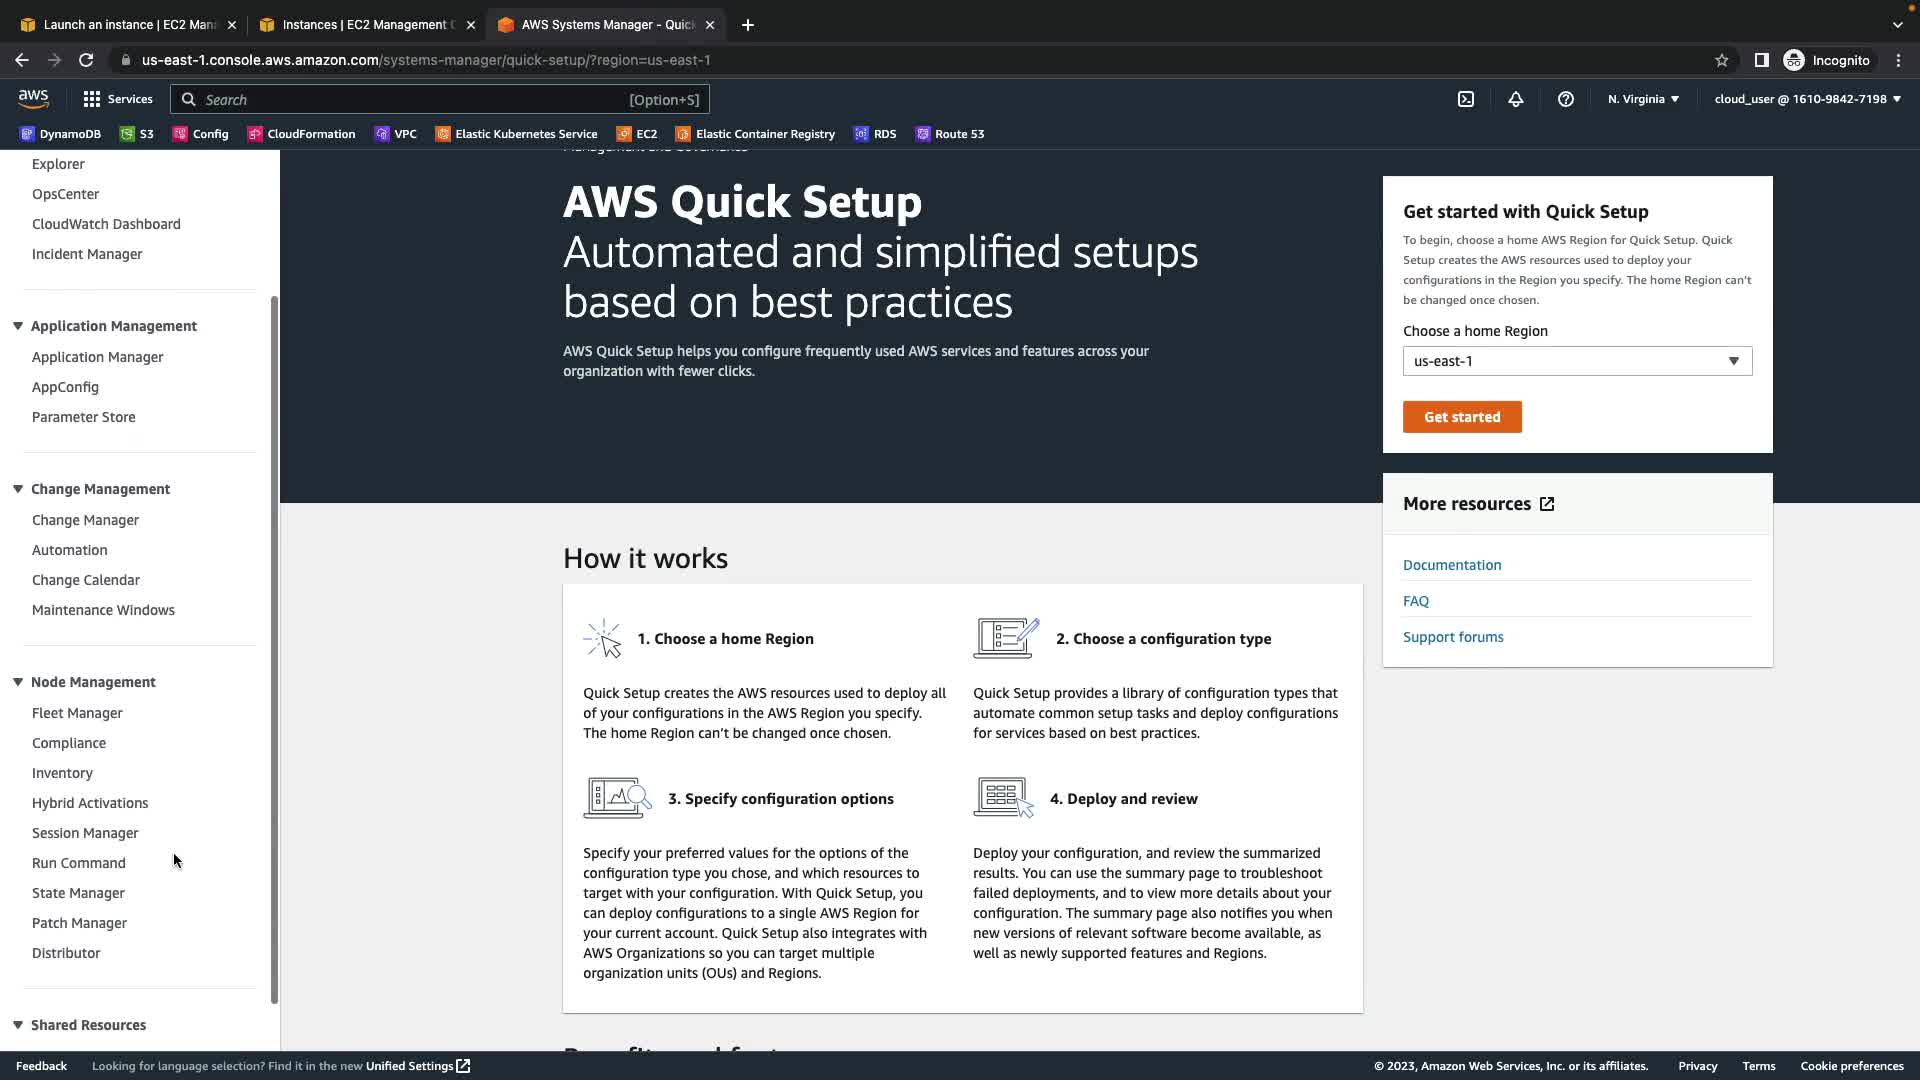 Launch an instance | EC2 Man
Instances | EC2 Management C
AWS Systems Manager - Quick
us-east-1.console.aws.amazon.com/systems-manager/quick-setup/?region=us-east-1
Incognito
aws
Services
Search
[Option+S]
N. Virginia
cloud_user @ 1610-9842-7198
DynamoDB
S3
Config
CloudFormation
VPC
Elastic Kubernetes Service
EC2
Elastic Container Registry
RDS
Route 53
Explorer
OpsCenter
CloudWatch Dashboard
Incident Manager
Application Management
Application Manager
AppConfig
Parameter Store
Change Management
Change Manager
Automation
Change Calendar
Maintenance Windows
Node Management
Fleet Manager
Compliance
Inventory
Hybrid Activations
Session Manager
Run Command
State Manager
Patch Manager
Distributor
Shared Resources
AWS Quick Setup
Automated and simplified setups
based on best practices
AWS Quick Setup helps you configure frequently used AWS services and features across your
organization with fewer clicks.
Get started with Quick Setup
To begin, choose a home AWS Region for Quick Setup. Quick
Setup creates the AWS resources used to deploy your
configurations in the Region you specify. The home Region can't
be changed once chosen.
Choose a home Region
us-east-1
Get started
More resources
Documentation
FAQ
Support forums
How it works
1. Choose a home Region
Quick Setup creates the AWS resources used to deploy all
of your configurations in the AWS Region you specify.
The home Region can't be changed once chosen.
2. Choose a configuration type
Quick Setup provides a library of configuration types that
automate common setup tasks and deploy configurations
for services based on best practices.
3. Specify configuration options
Specify your preferred values for the options of the
configuration type you chose, and which resources to
target with your configuration. With Quick Setup, you
can deploy configurations to a single AWS Region for
your current account. Quick Setup also integrates with
AWS Organizations so you can target multiple
organization units (OUs) and Regions.
4. Deploy and review
Deploy your configuration, and review the summarized
results. You can use the summary page to troubleshoot
failed deployments, and to view more details about your
configuration. The summary page also notifies you when
new versions of relevant software become available, as
well as newly supported features and Regions.
Feedback
Looking for language selection? Find it in the new Unified Settings
© 2023, Amazon Web Services, Inc. or its affiliates.
Privacy
Terms
Cookie preferences